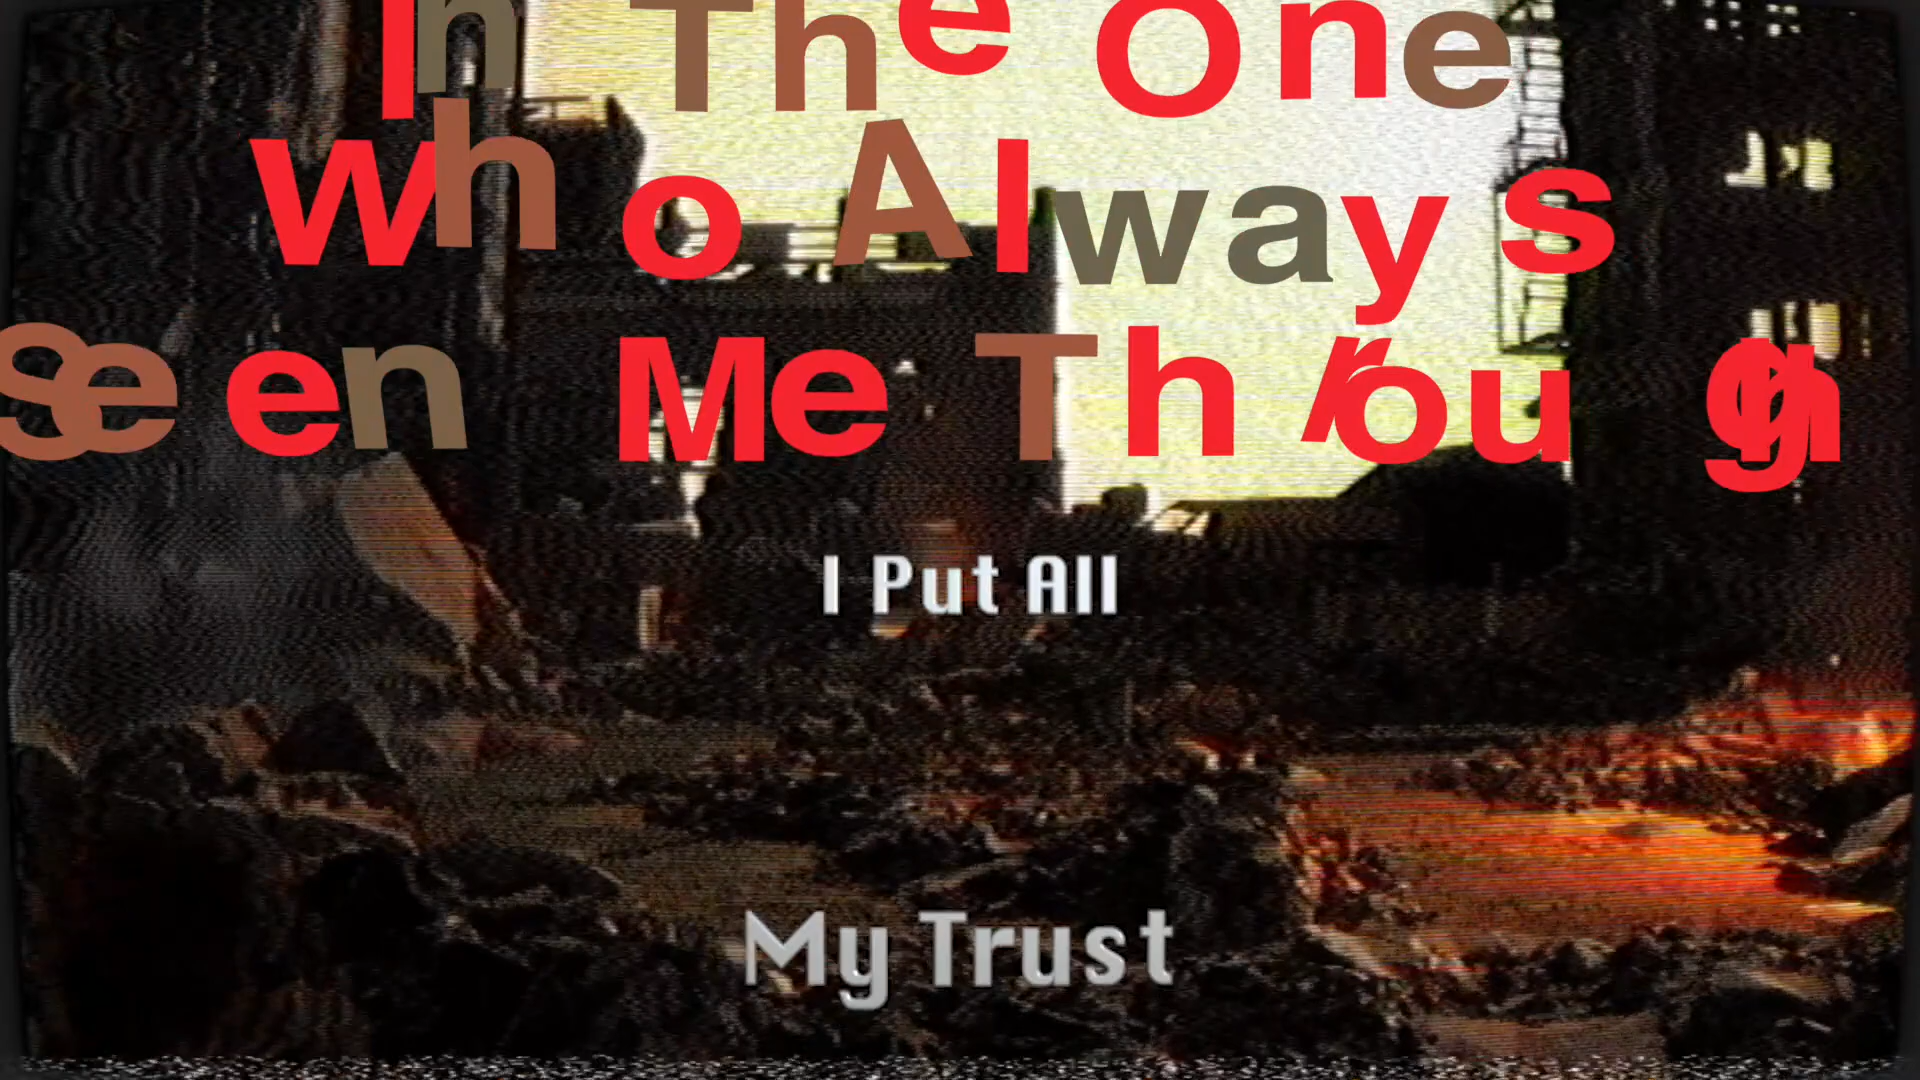 In The One
Who Always
Seen Me Through
I Put All
My Trust